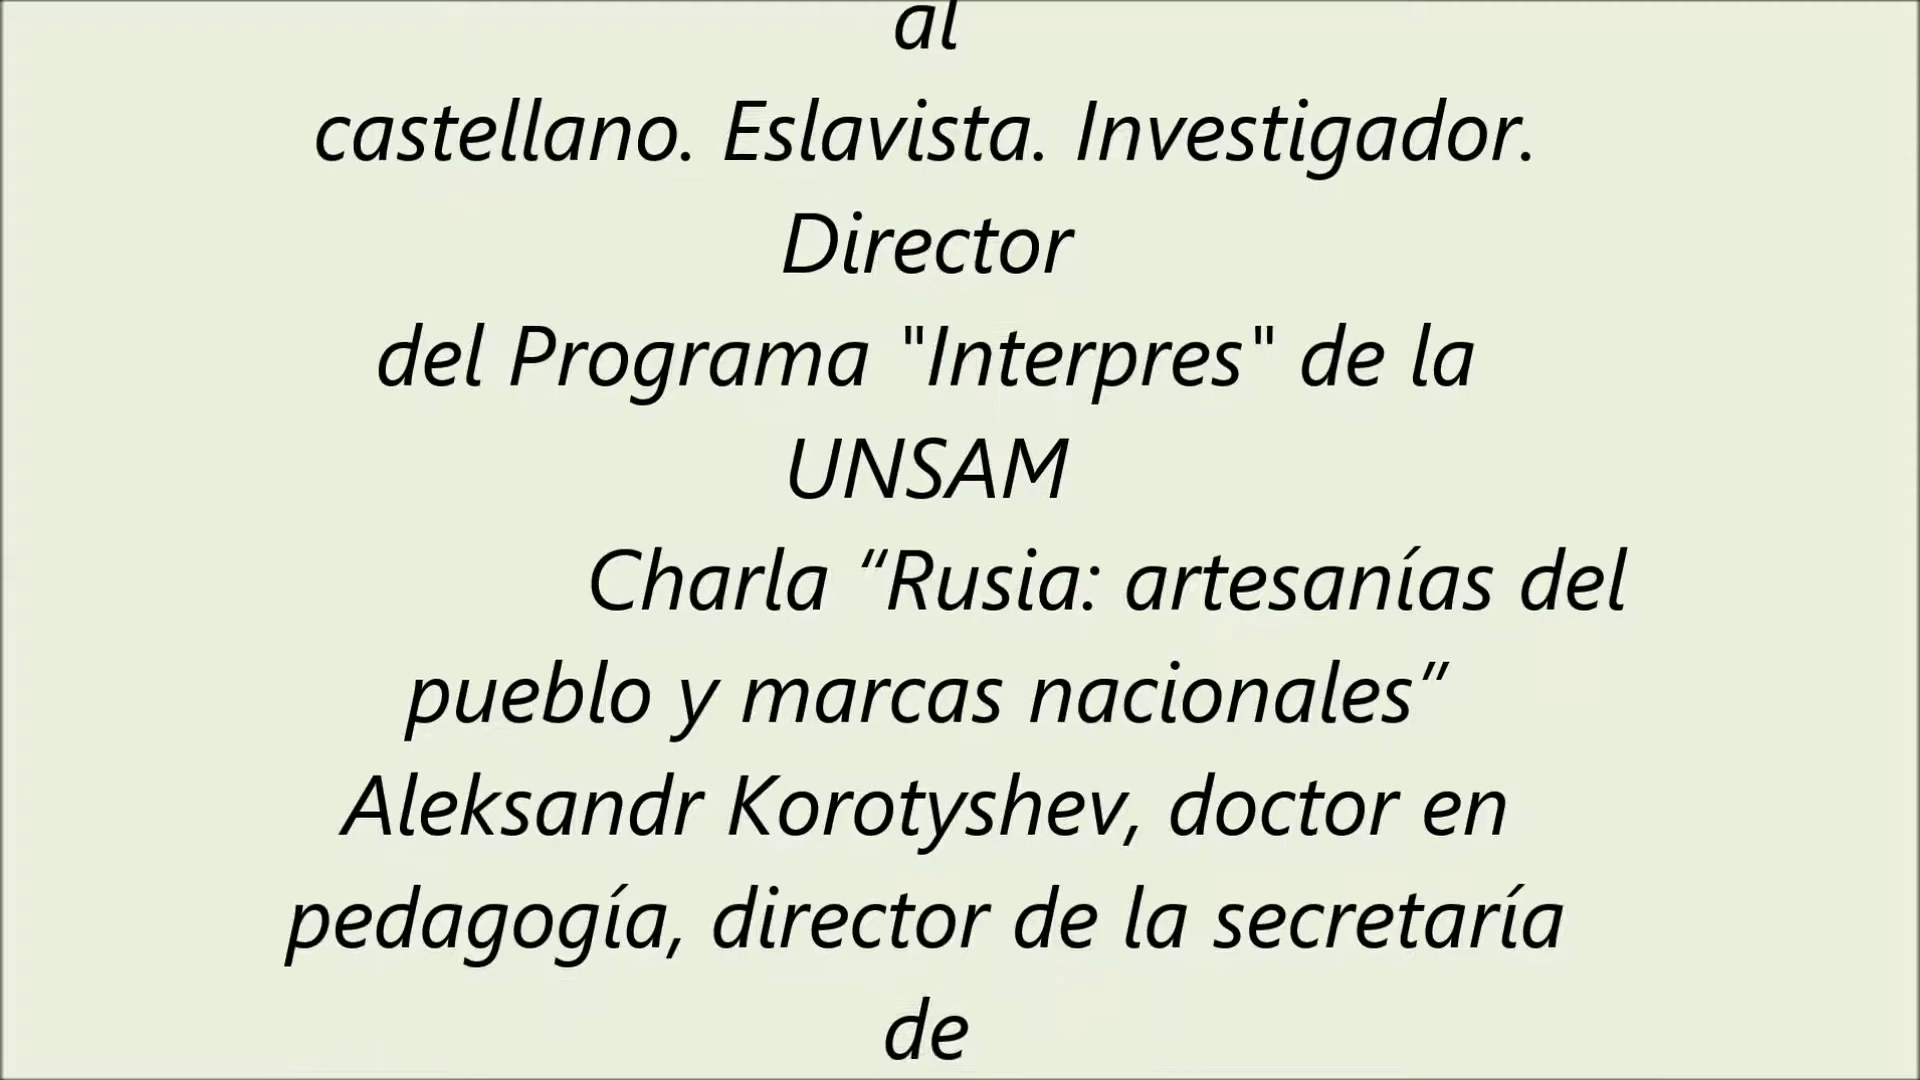 al
castellano. Eslavista. Investigador.
Director
del Programa "Interpres" de la
UNSAM
Charla “Rusia: artesanías del
pueblo y marcas nacionales”
Aleksandr Korotyshev, doctor en
pedagogía, director de la secretaría
de